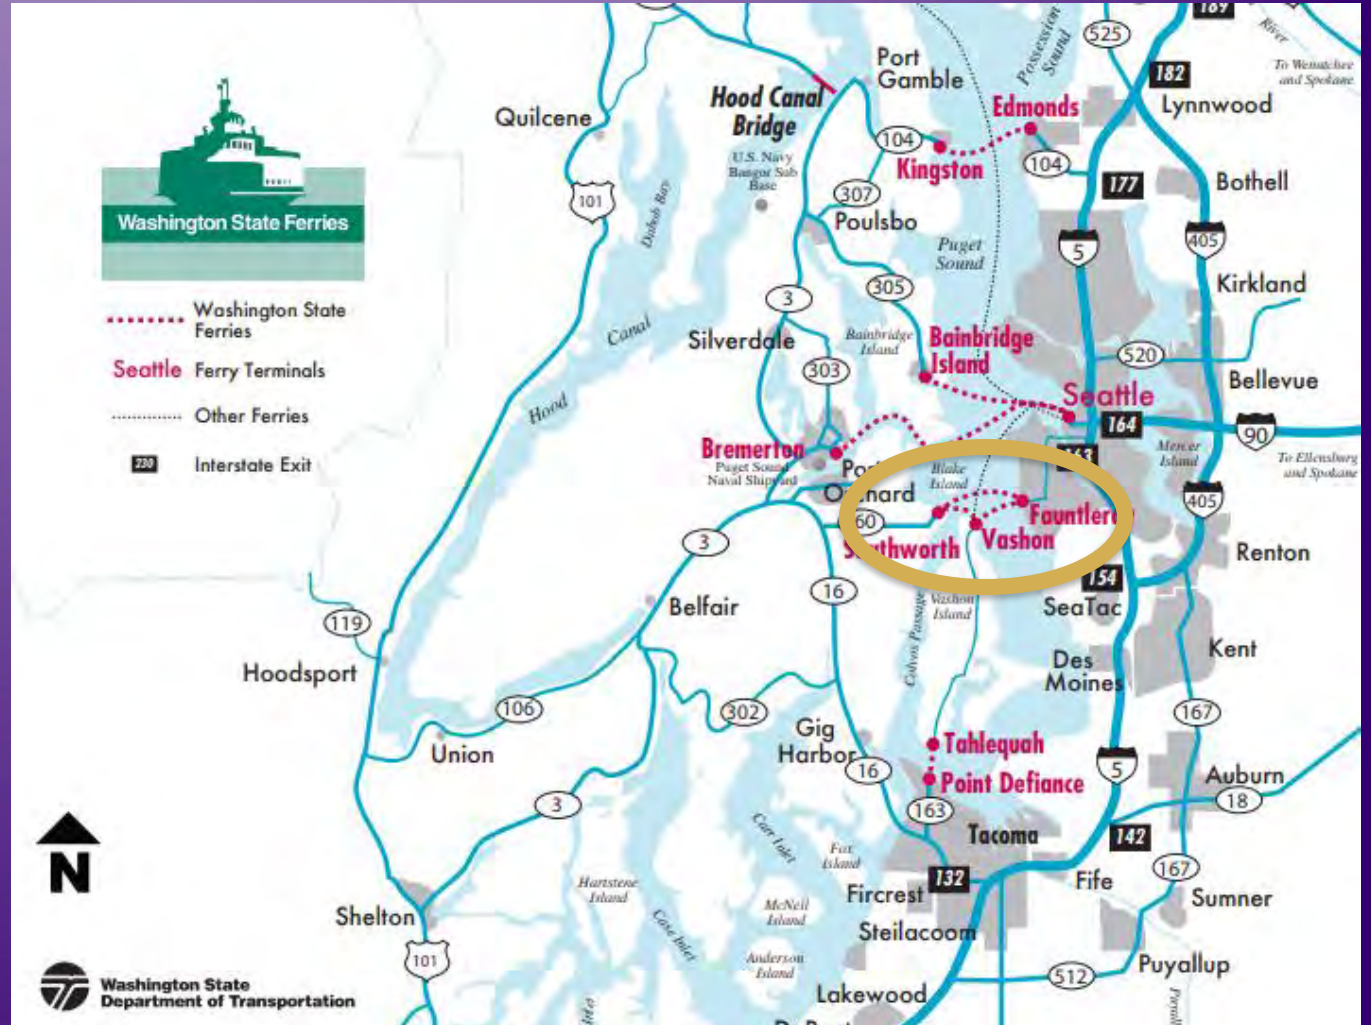 189
525
River
Possession
Sound
To Wenatchee
and Spokane
182
Port
Gamble
Hood Canal
Bridge
Edmonds
Lynnwood
Quilcene
104
U.S. Navy
Bangor Sub
Base
Kingston
104
177
Bothell
101
307
Poulsbo
Dabob Bay
Washington State Ferries
Puget
Sound
5
405
305
Kirkland
3
Washington State
Ferries
Canal
Silverdale
Bainbridge
Island
Bainbridge
Island
520
Seattle Ferry Terminals
303
Bellevue
Seattle
Hood
Other Ferries
164
90
Bremerton
163
Mercer
Island
To Ellensburg
and Spokane
230 Interstate Exit
Puget Sound
Naval Shipyard
Port
Orchard
Blake
Island
405
160
Fauntleroy
Southworth
Vashon
3
Renton
154
16
Belfair
Vashon
Island
SeaTac
119
Colvos Passage
Kent
Hoodsport
Des
Moines
106
302
167
Gig
Harbor
Tahlequah
Union
16
5
Point Defiance
Auburn
18
3
163
Tacoma
142
Carr Inlet
Fox
Island
N
167
132
Fife
Hartstene
Island
Fircrest
Sumner
McNeil
Island
Shelton
Case Inlet
Steilacoom
101
Anderson
Island
Puyallup
512
Washington State
Department of Transportation
Lakewood